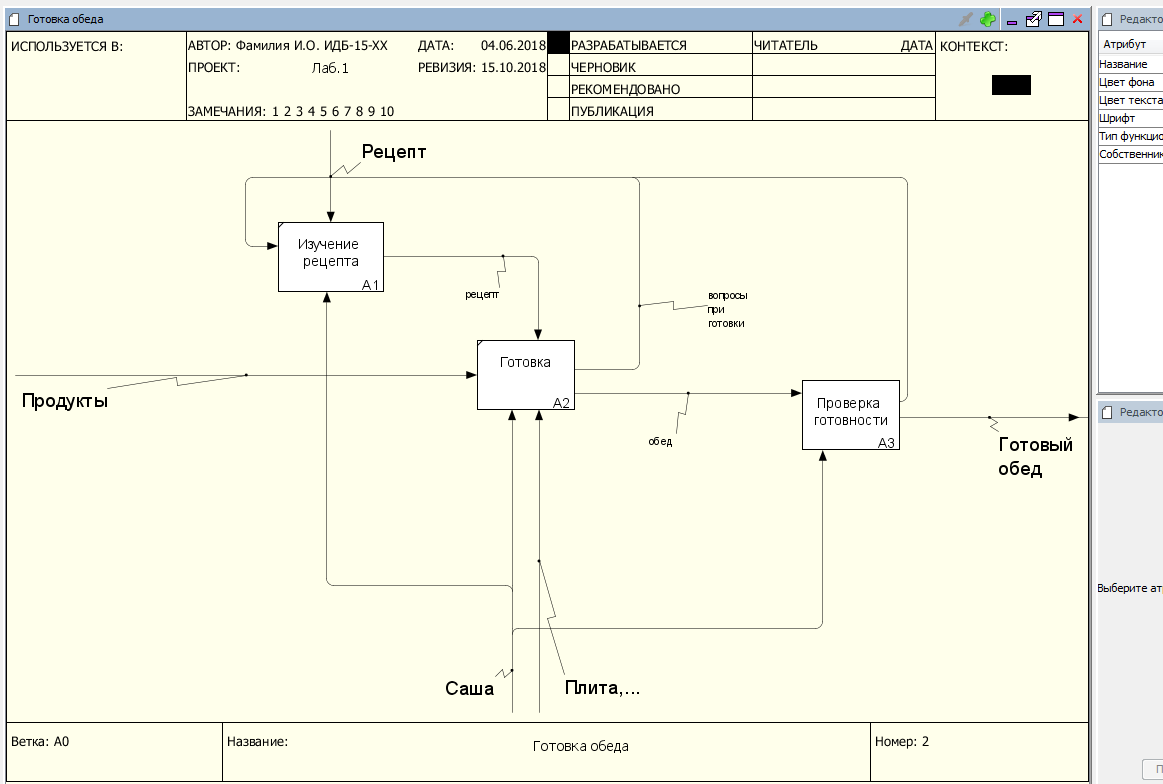 Готовка обеда
ИСПОЛЬЗУЕТСЯ В:
АВТОР: Фамилия И.О. ИДБ-15-ХХ
ДАТА: 04.06.2018
ПРОЕКТ: Лаб.1
РЕВИЗИЯ: 15.10.2018
ЗАМЕЧАНИЯ: 1 2 3 4 5 6 7 8 9 10
РАЗРАБАТЫВАЕТСЯ
ЧЕРНОВИК
РЕКОМЕНДОВАНО
ПУБЛИКАЦИЯ
ЧИТАТЕЛЬ ДАТА
КОНТЕКСТ:
Рецепт
Изучение
рецепта
A1
рецепт
вопросы
при
готовки
Готовка
A2
Продукты
обед
Проверка
готовности
A3
Готовый
обед
Саша
Плита,...
Ветка: A0
Название:
Готовка обеда
Номер: 2
Редакто
Атрибут
Название
Цвет фона
Цвет текста
Шрифт
Тип функцио
Собственник
Редакто
Выберите ат
П